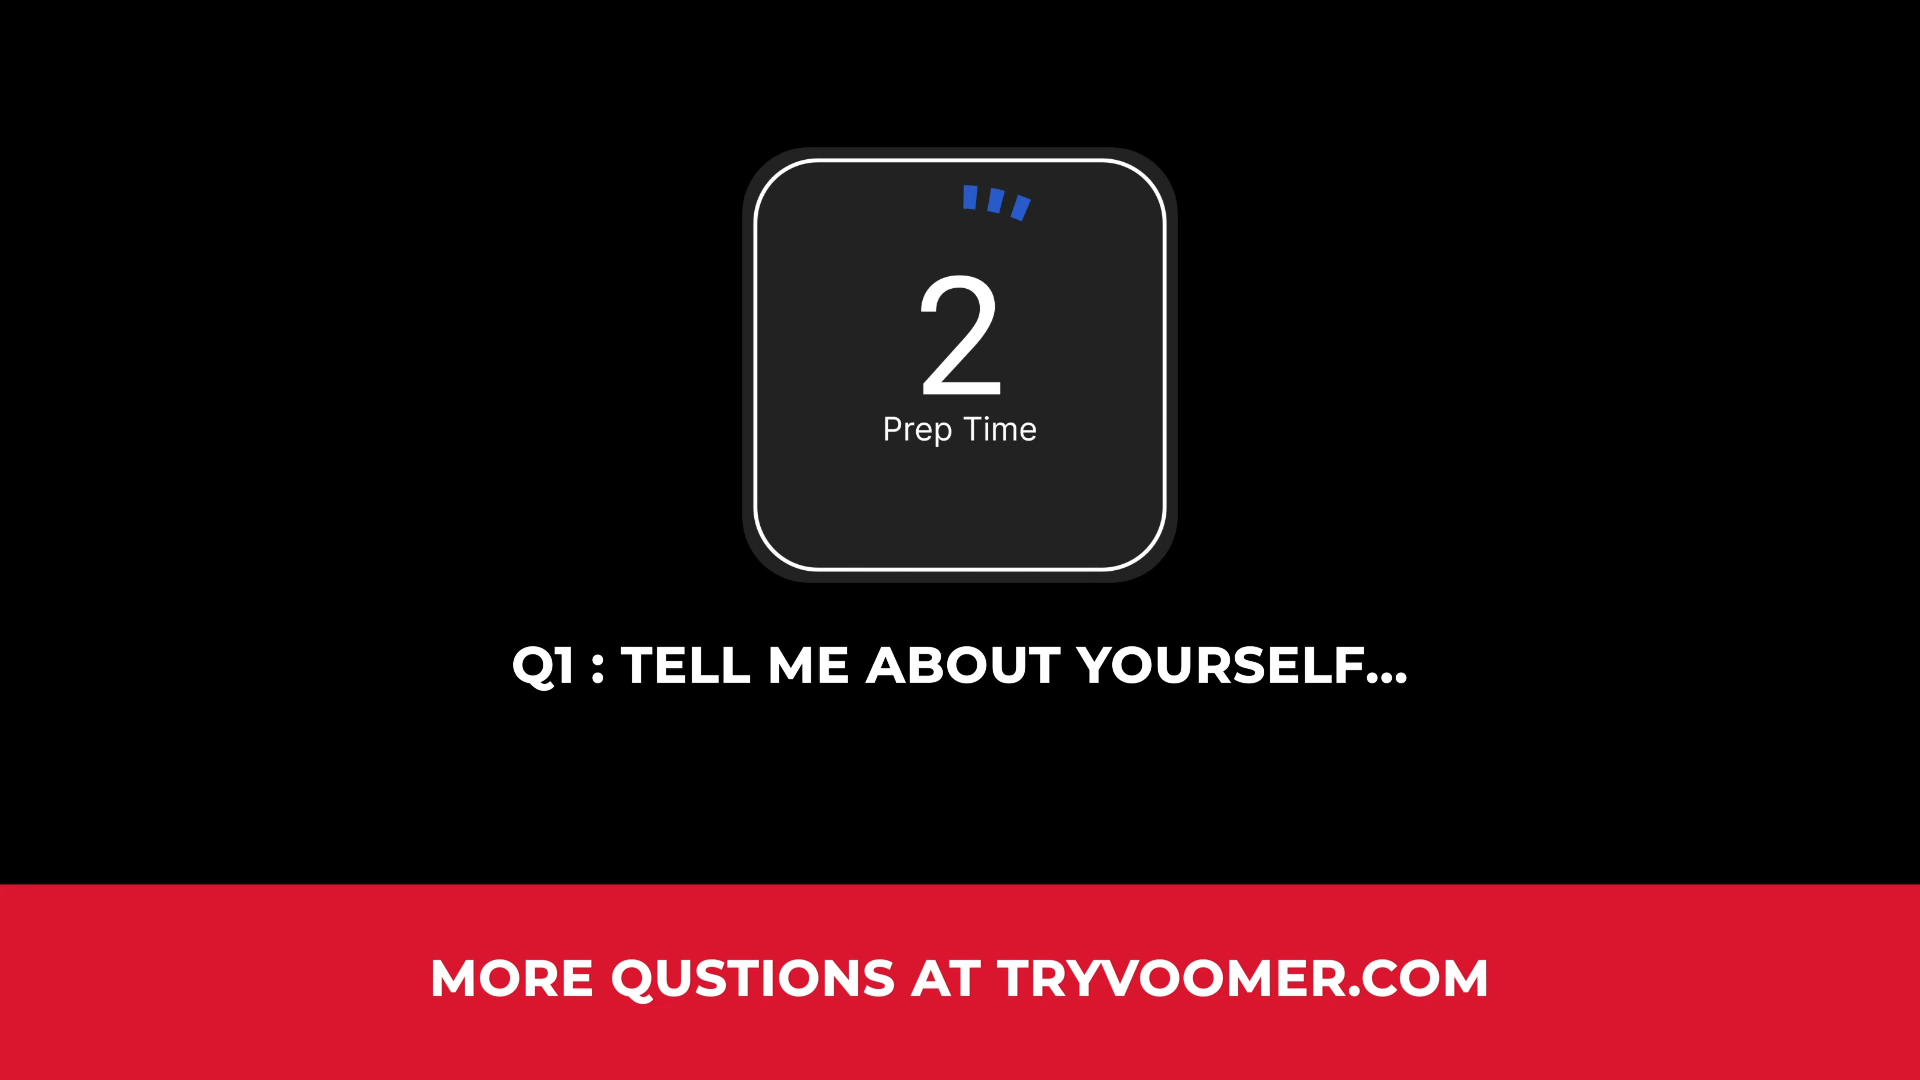 2
Prep Time
Q1 : TELL ME ABOUT YOURSELF...
MORE QUSTIONS AT TRYVOOMER.COM